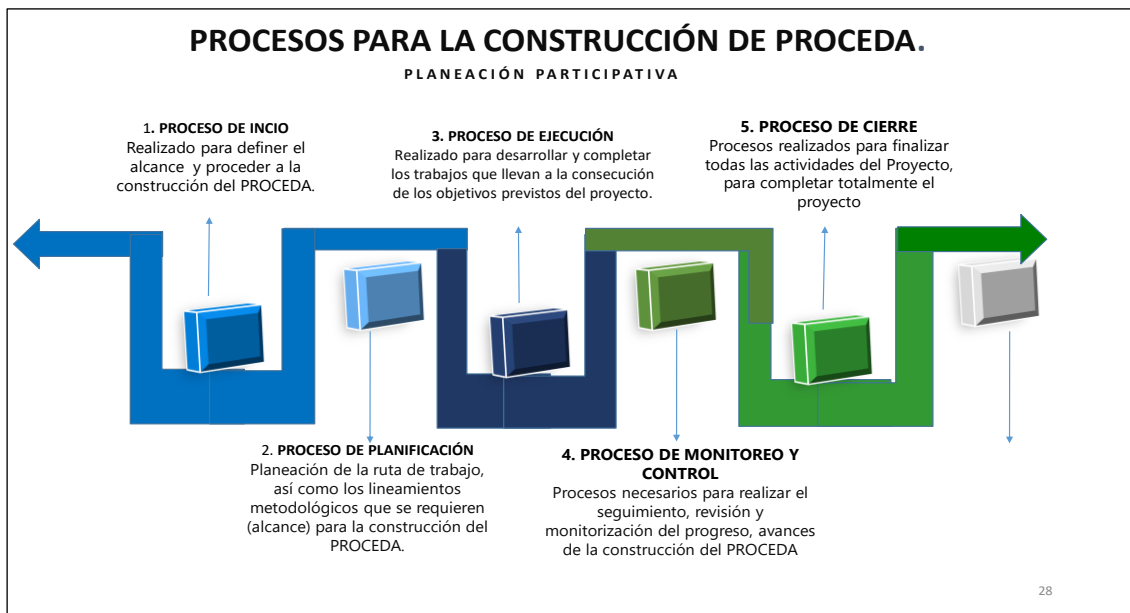 PROCESOS PARA LA CONSTRUCCIÓN DE PROCEDA.
PLANEACIÓN PARTICIPATIVA
1. PROCESO DE INCIO
Realizado para definer el
alcance y proceder a la
construcción del PROCEDA.
3. PROCESO DE EJECUCIÓN
Realizado para desarrollar y completar
los trabajos que llevan a la consecución
de los objetivos previstos del proyecto.
5. PROCESO DE CIERRE
Procesos realizados para finalizar
todas las actividades del Proyecto,
para completar totalmente el
proyecto
2. PROCESO DE PLANIFICACIÓN
Planeación de la ruta de trabajo,
así como los lineamientos
metodológicos que se requieren
(alcance) para la construcción del
PROCEDA.
4. PROCESO DE MONITOREO Y
CONTROL
Procesos necesarios para realizar el
seguimiento, revisión y
monitorización del progreso, avances
de la construcción del PROCEDA
28